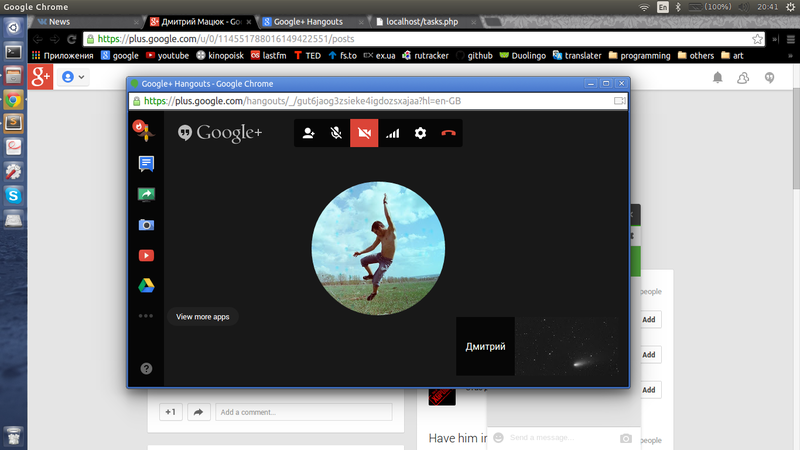 Google Chrome
En
(100%)
20:41
News
Дмитрий Мацюк - Goo
Google+ Hangouts
localhost/tasks.php
https://plus.google.com/u/0/114551788016149422551/posts
Приложения
google
youtube
kinopoisk
lastfm
TED
fs.to
ex.ua
rutracker
github
Duolingo
translater
programming
others
art
Google+ Hangouts - Google Chrome
https://plus.google.com/hangouts/_/gut6jaog3zsieke4igdozsxajaa?hl=en-GB
Google+
people
Add
View more apps
Дмитрий
Add
Add
+1
Add a comment...
Have him in
people
Send a message...